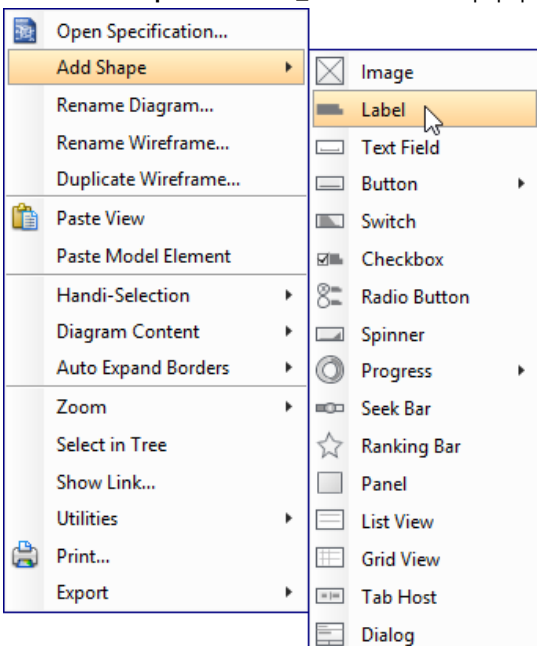 Open Specification...
Add Shape
Rename Diagram...
Rename Wireframe...
Duplicate Wireframe...
Paste View
Paste Model Element
Handi-Selection
Diagram Content
Auto Expand Borders
Zoom
Select in Tree
Show Link...
Utilities
Print...
Export
Image
Label
Text Field
Button
Switch
Checkbox
Radio Button
Spinner
Progress
Seek Bar
Ranking Bar
Panel
List View
Grid View
Tab Host
Dialog